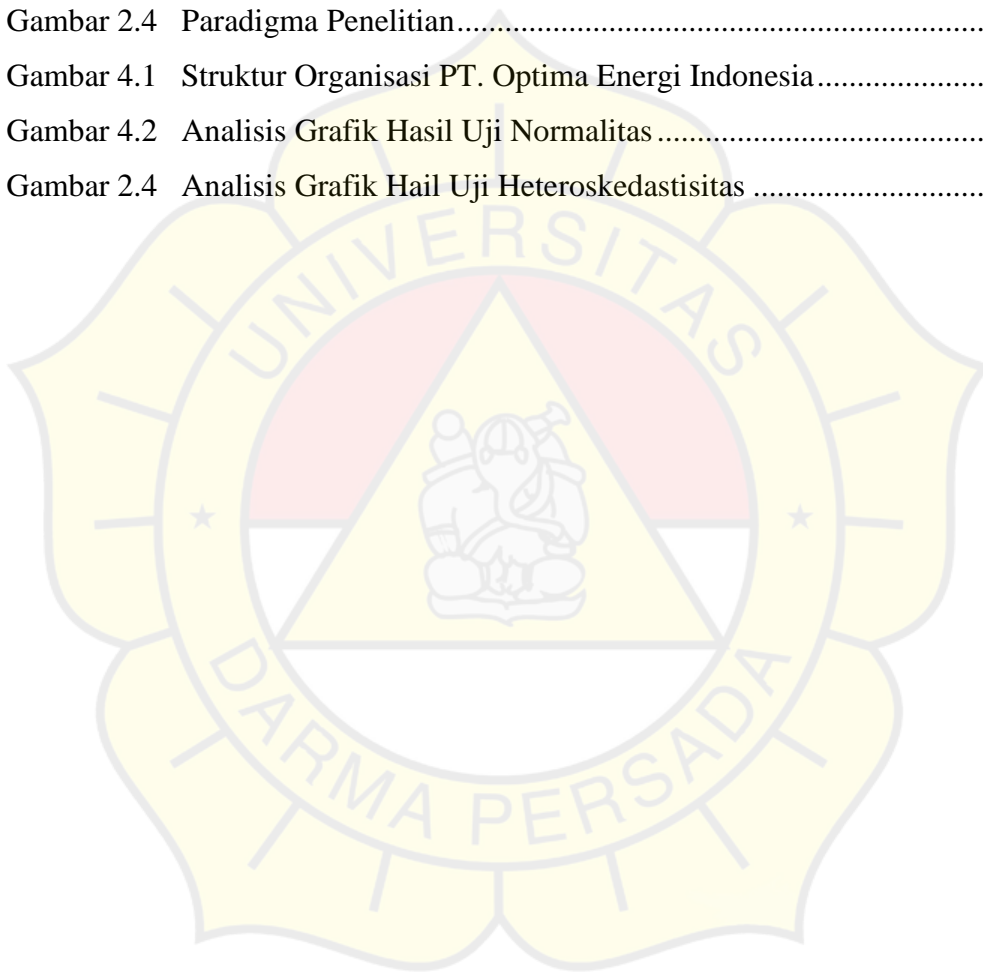 Gambar 2.4 Paradigma Penelitian....................................................................
Gambar 4.1 Struktur Organisasi PT. Optima Energi Indonesia.....................
Gambar 4.2 Analisis Grafik Hasil Uji Normalitas..........................................
Gambar 2.4 Analisis Grafik Hail Uji Heteroskedastisitas .............................
UNIVERSITAS
DARMA PERSADA